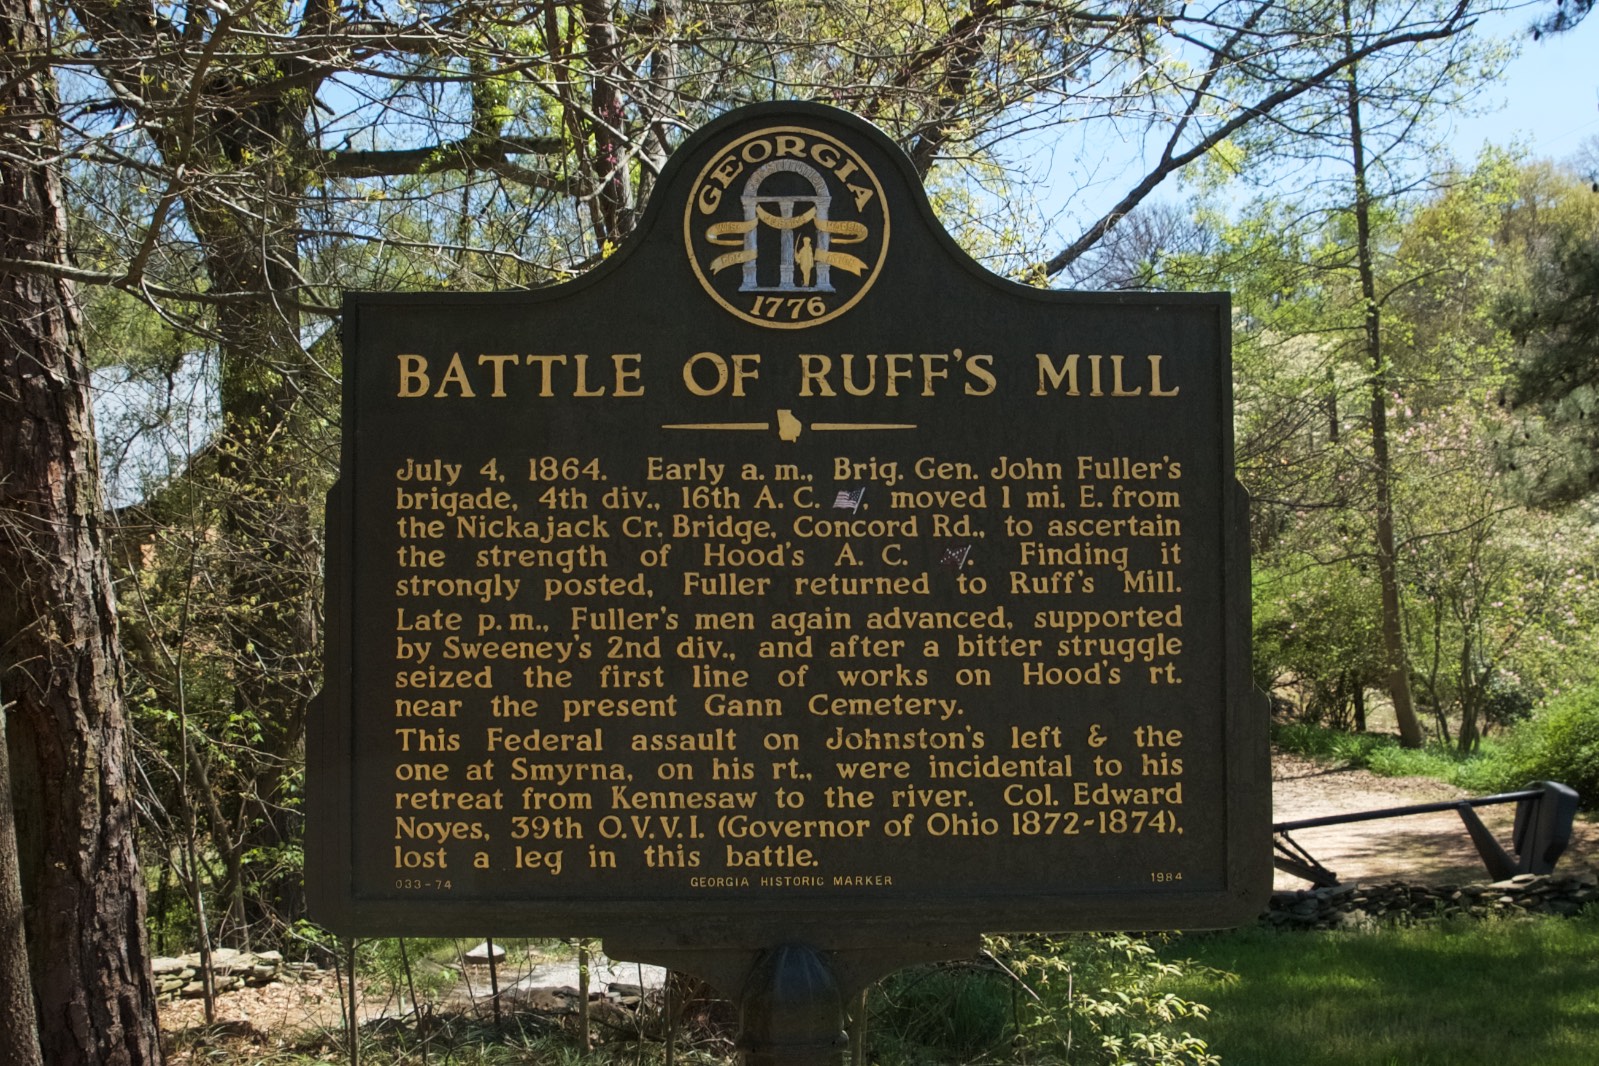 GEORGIA
1776
BATTLE OF RUFF'S MILL
July 4, 1864. Early a.m., Brig. Gen. John Fuller's
brigade, 4th div., 16th A. C. , moved 1 mi. E. from
the Nickajack Cr. Bridge, Concord Rd., to ascertain
the strength of Hood's A. C. . Finding it
strongly posted, Fuller returned to Ruff's Mill.
Late p.m., Fuller's men again advanced, supported
by Sweeney's 2nd div., and after a bitter struggle
seized the first line of works on Hood's rt.
near the present Gann Cemetery.
This Federal assault on Johnston's left & the
one at Smyrna, on his rt., were incidental to his
retreat from Kennesaw to the river. Col. Edward
Noyes, 39th O.V.V.I. (Governor of Ohio 1872-1874),
lost a leg in this battle.
033-74 GEORGIA HISTORIC MARKER 1984